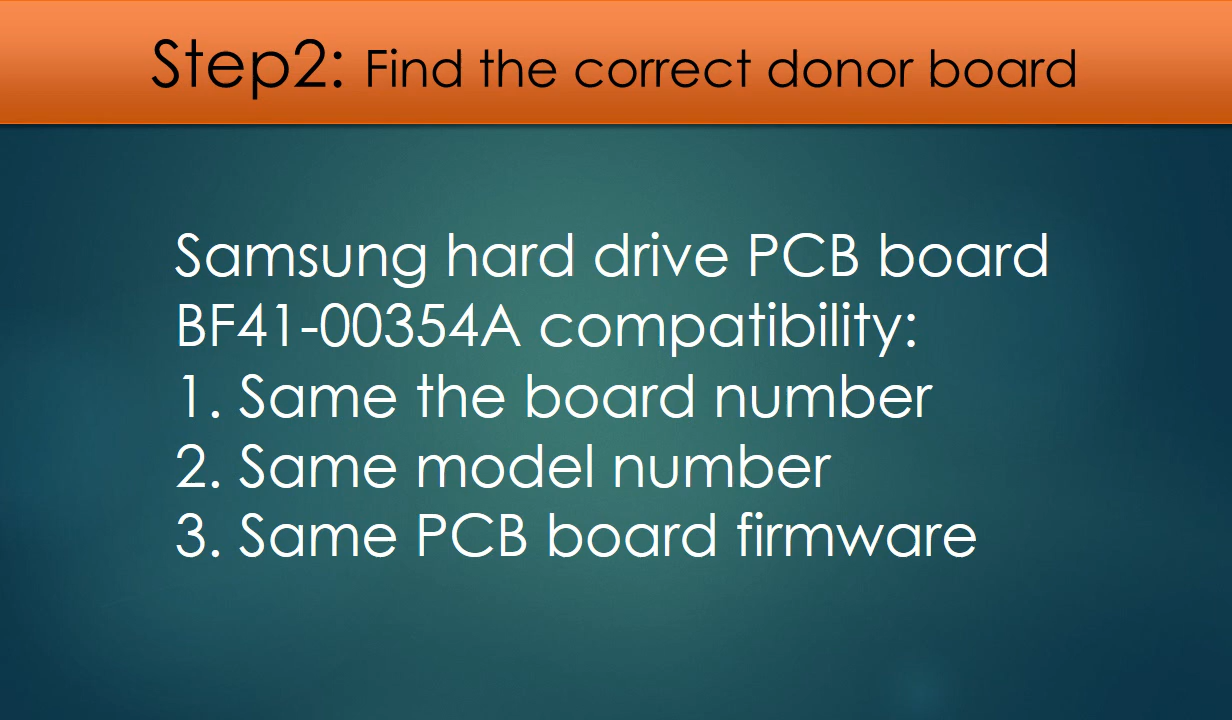 Step2: Find the correct donor board
Samsung hard drive PCB board
BF41-00354A compatibility:
1. Same the board number
2. Same model number
3. Same PCB board firmware